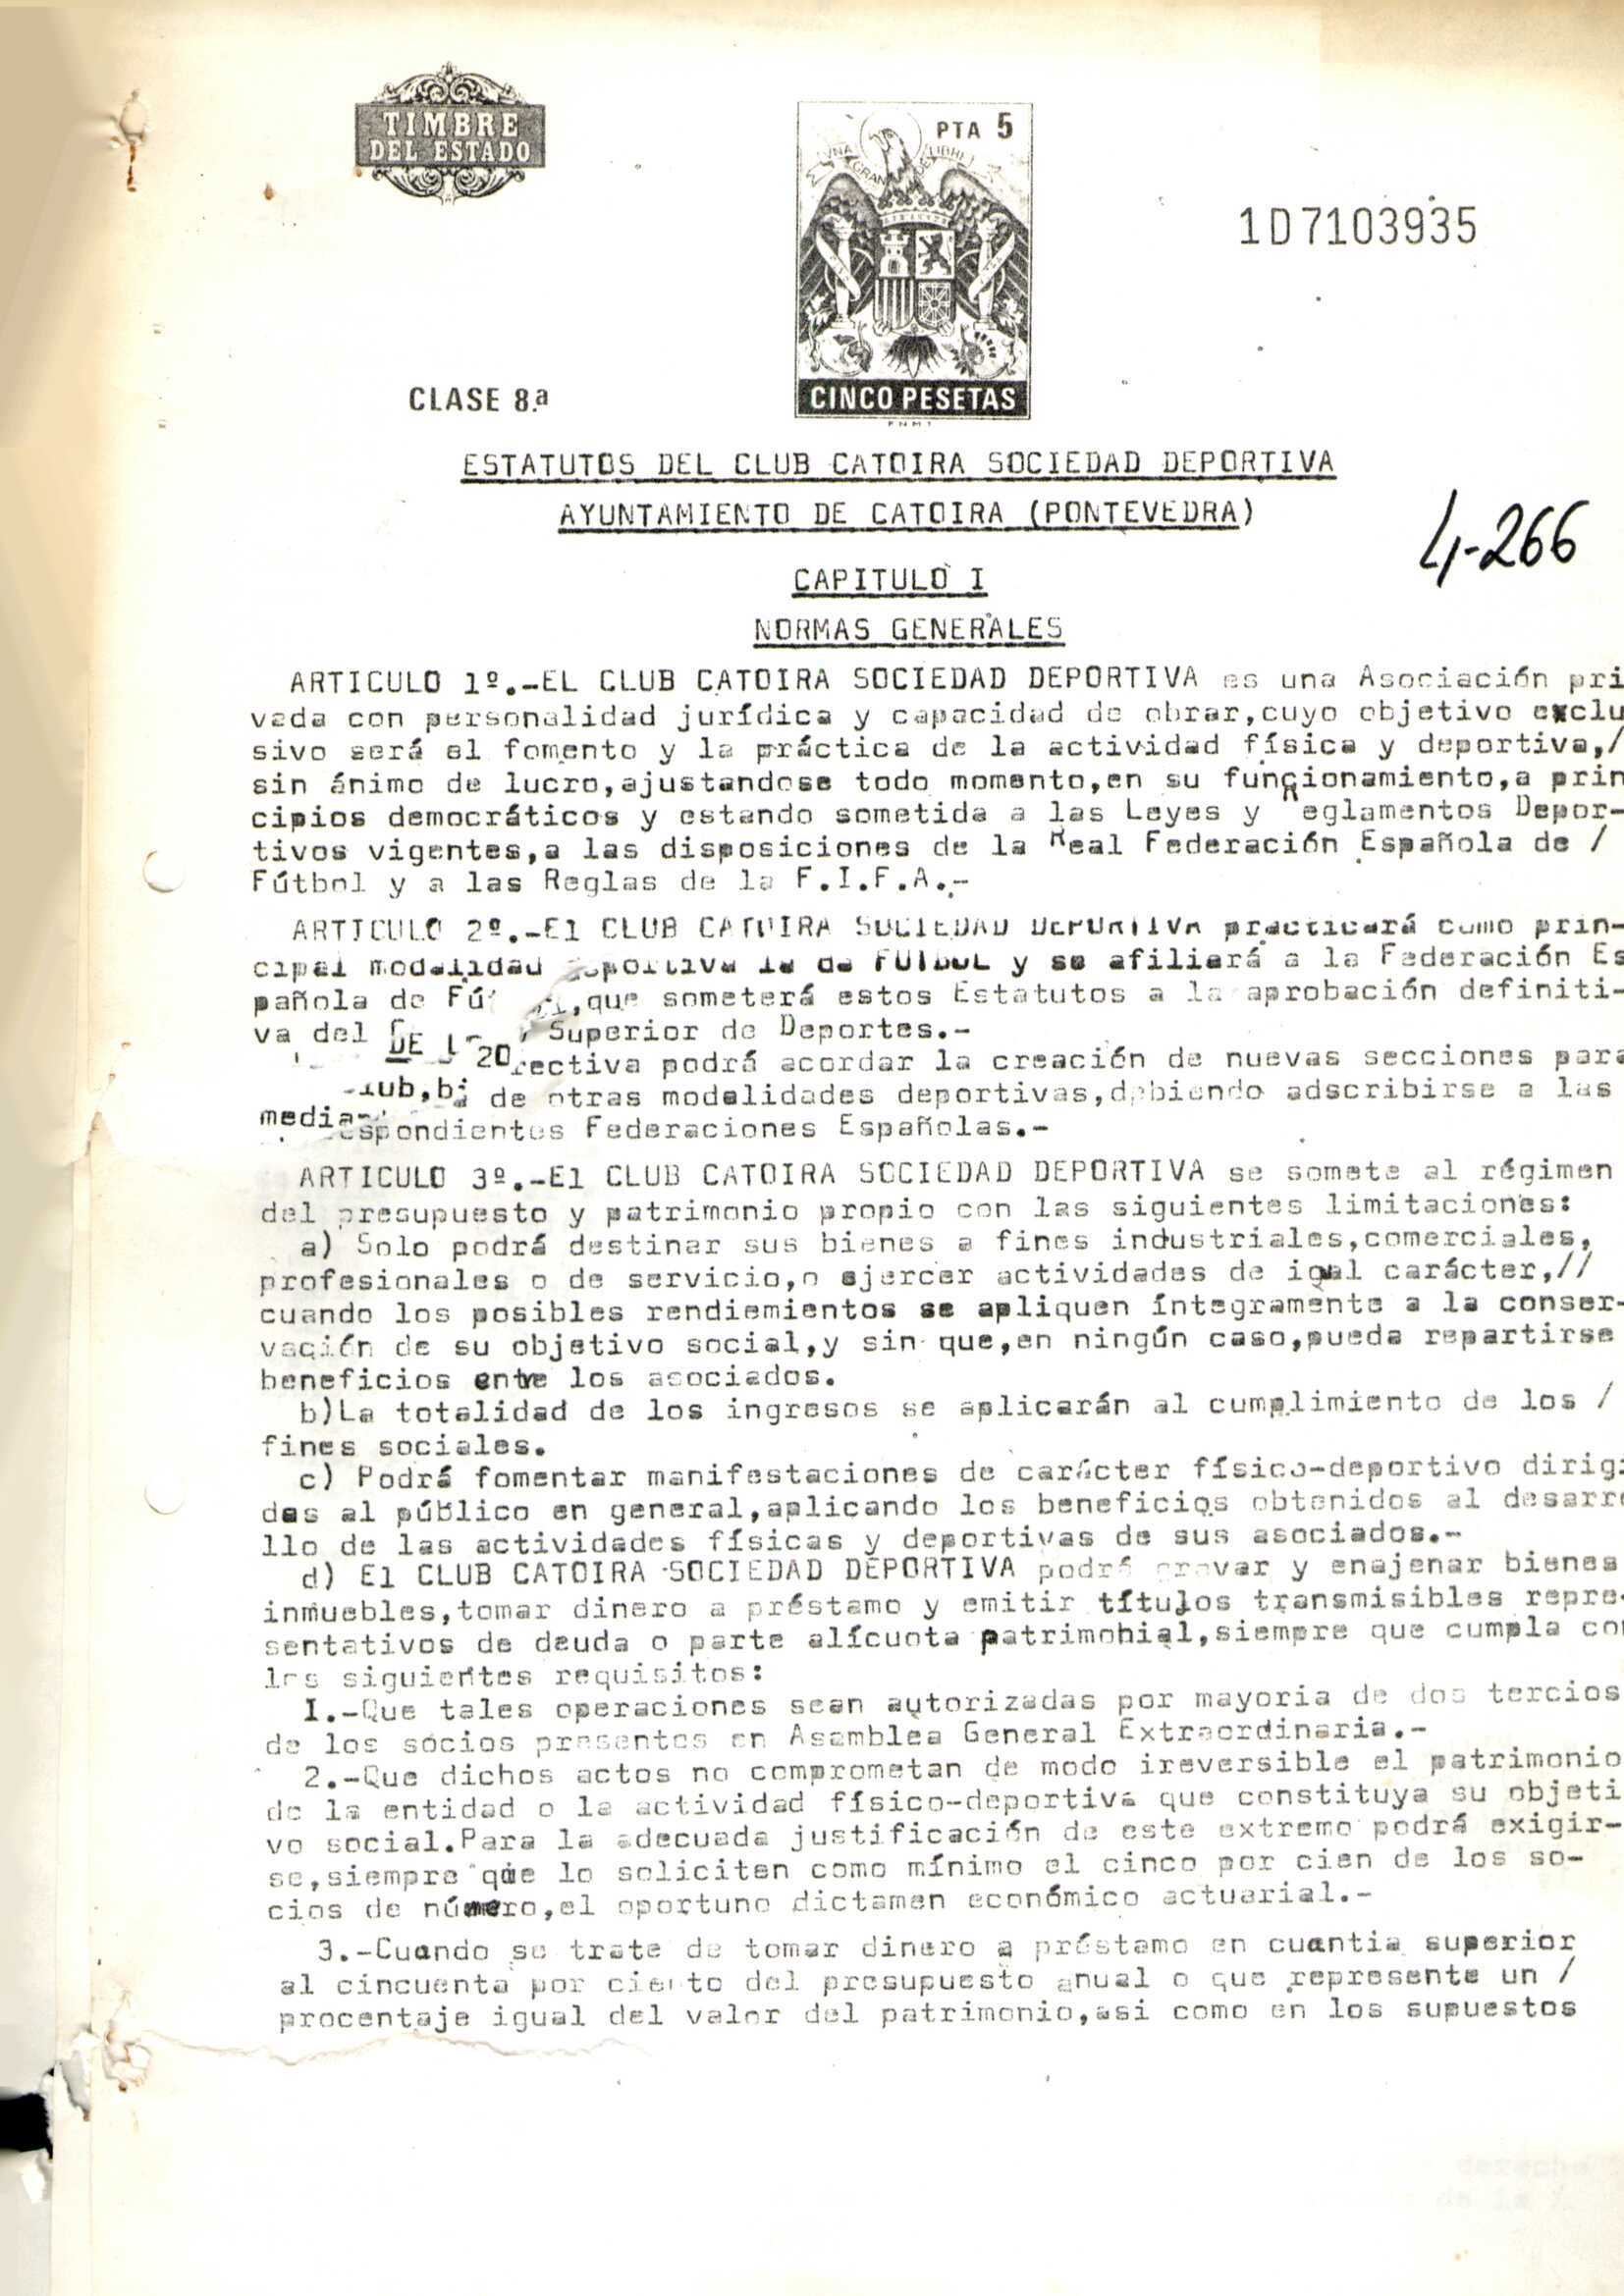 TIMBRE
DEL ESTADO
PTA 5
VNA GRANDE LIBRE
CINCO PESETAS
F N M T
1D7103935
CLASE 8.ª
ESTATUTOS DEL CLUB CATOIRA SOCIEDAD DEPORTIVA
AYUNTAMIENTO DE CATOIRA (PONTEVEDRA)
4-266
CAPITULO I
NORMAS GENERALES
ARTICULO 1º.-EL CLUB CATOIRA SOCIEDAD DEPORTIVA es una Asociación pri
vada con personalidad jurídica y capacidad de obrar,cuyo objetivo exclu
sivo será el fomento y la práctica de la actividad física y deportiva,/
sin ánimo de lucro,ajustandose todo momento,en su funcionamiento,a prin
cipios democráticos y estando sometida a las Leyes y Reglamentos Depor-
tivos vigentes,a las disposiciones de la Real Federación Española de /
Fútbol y a las Reglas de la F.I.F.A.-
ARTICULO 2º.-El CLUB CATOIRA SOCIEDAD DEPORTIVA practicará como prin-
cipal modalidad deportiva la de FUTBOL y se afiliará a la Federación Es
pañola de ,que someterá estos Estatutos a la aprobación definiti-
va del Superior de Deportes.-
DE 20
rectiva podrá acordar la creación de nuevas secciones para
lub, de otras modalidades deportivas,debiendo adscribirse a las
media
spondientes Federaciones Españolas.-
ARTICULO 3º.-El CLUB CATOIRA SOCIEDAD DEPORTIVA se somete al régimen
del presupuesto y patrimonio propio con las siguientes limitaciones:
a) Solo podrá destinar sus bienes a fines industriales,comerciales,
profesionales o de servicio,o ejercer actividades de igual carácter,//
cuando los posibles rendiemientos se apliquen íntegramente a la conser-
vación de su objetivo social,y sin que,en ningún caso,pueda repartirse
beneficios entre los asociados.
b)La totalidad de los ingresos se aplicarán al cumplimiento de los /
fines sociales.
c) Podrá fomentar manifestaciones de carácter físico-deportivo dirigi
das al público en general,aplicando los beneficios obtenidos al desarro
llo de las actividades físicas y deportivas de sus asociados.-
d) El CLUB CATOIRA SOCIEDAD DEPORTIVA podrá gravar y enajenar bienes
inmuebles,tomar dinero a préstamo y emitir títulos transmisibles repre-
sentativos de deuda o parte alícuota patrimonial,siempre que cumpla con
los siguientes requisitos:
I.-Que tales operaciones sean autorizadas por mayoria de dos tercios
de los socios presentes en Asamblea General Extraordinaria.-
2.-Que dichos actos no comprometan de modo ireversible el patrimonio
de la entidad o la actividad físico-deportiva que constituya su objeti
vo social.Para la adecuada justificación de este extremo podrá exigir-
se,siempre que lo soliciten como mínimo el cinco por cien de los so-
cios de número,el oportuno dictamen económico actuarial.-
3.-Cuando se trate de tomar dinero a préstamo en cuantia superior
al cincuenta por ciento del presupuesto anual o que represente un /
procentaje igual del valor del patrimonio,asi como en los supuestos